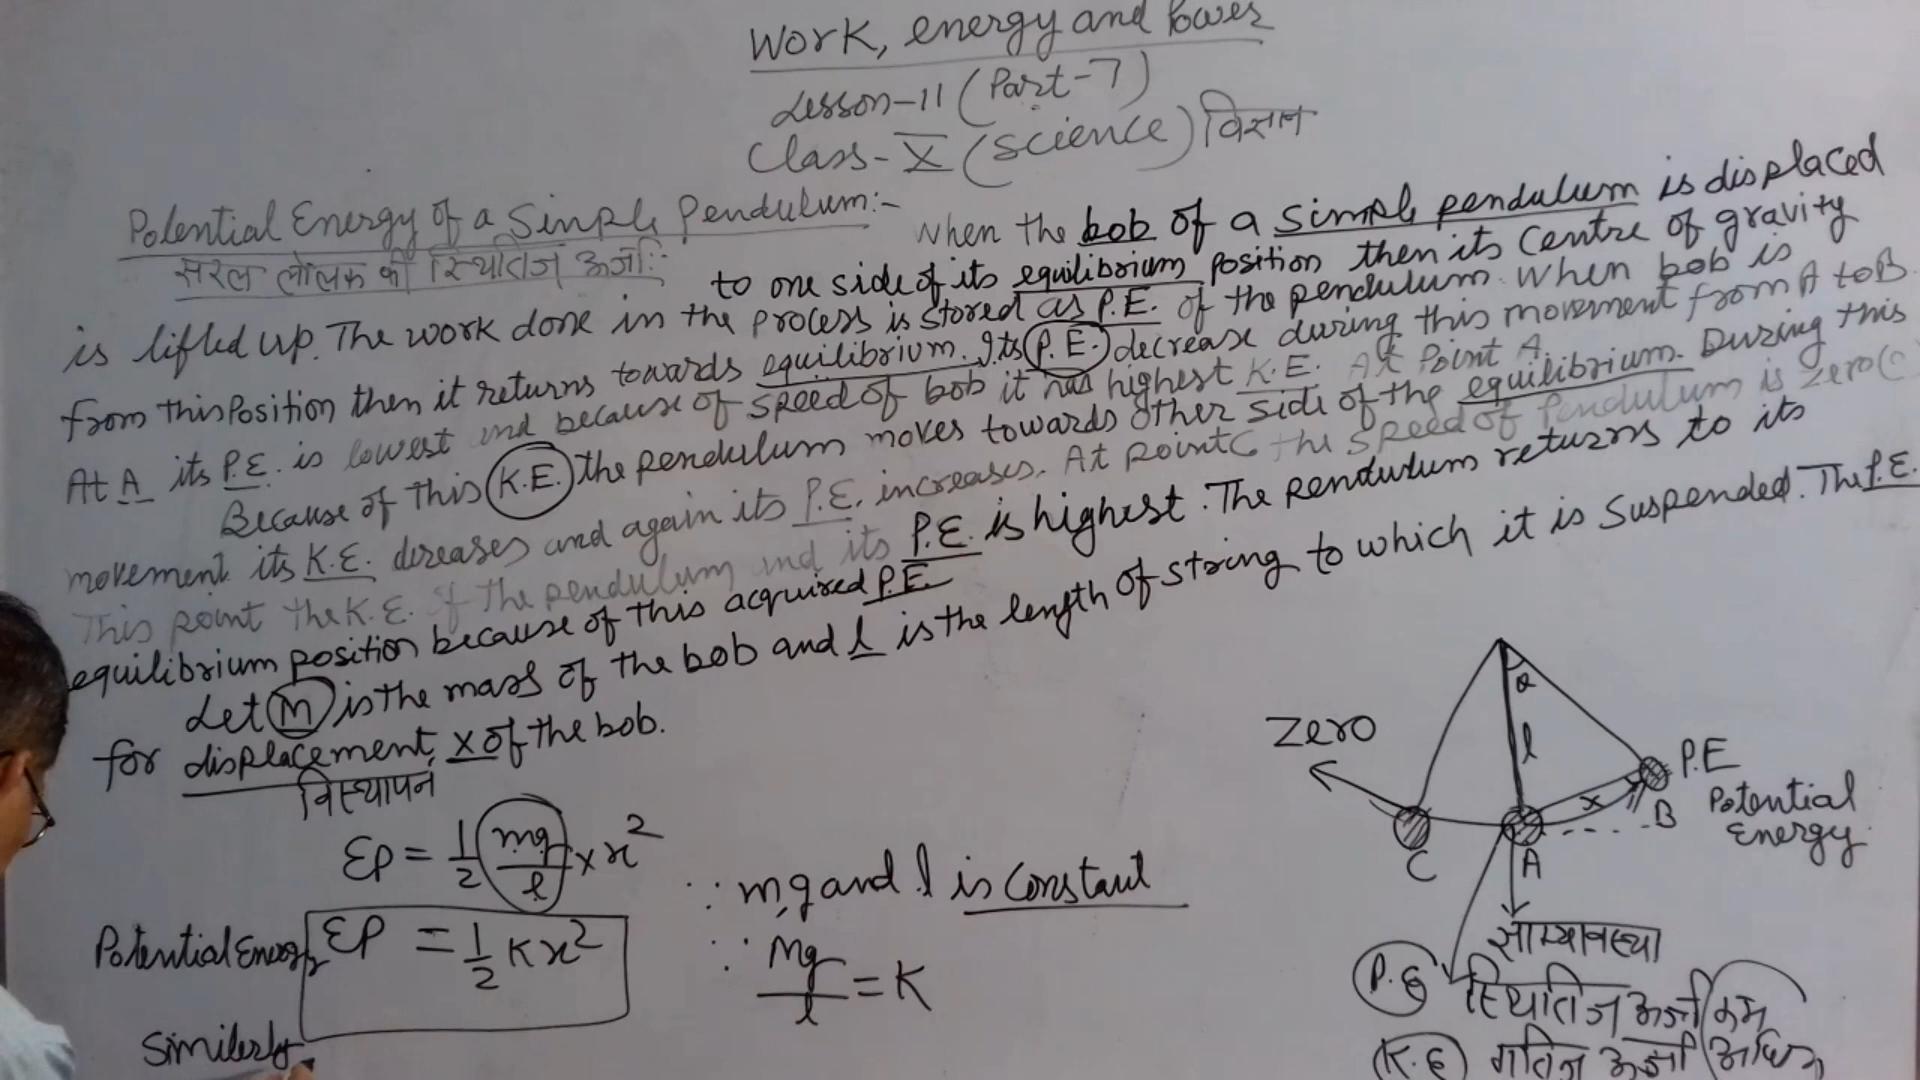 Work, energy and Power
Lesson-11 (Part-7)
Class-X (Science) विज्ञान
Potential Energy of a Simple Pendulum:- When the bob of a simple pendulum is displaced
सरल लोलक की स्थितिज ऊर्जा:- to one side of its equilibrium position then its Centre of gravity
is lifted up. The work done in the process is stored as P.E. of the pendulum. When bob is
from this Position then it returns towards equilibrium. Its P.E. decrease during this movement from A to B
At A its P.E. is lowest and because of speed of bob it has highest K.E. At Point A
Because of this K.E. the pendulum moves towards other side of the equilibrium. During this
movement its K.E. dereases and again its P.E. increases. At point C the speed of Pendulum is zero
This point the K.E. of the pendulum and its P.E. is highest. The Pendulum returns to its
equilibrium position because of this acquired P.E.
Let M is the mass of the bob and l is the length of string to which it is suspended. The P.E.
for displacement, x of the bob.
विस्थापन
EP = 1/2 mg/l × x²
∵ m,g and l is constant
Potential Energy EP = 1/2 K x²
∵ Mg/l = K
Similerly
Zero
l
x
P.E
Potential
Energy
B
C
A
साम्यावस्था
P.E स्थितिज ऊर्जा कम
K.E गतिज ऊर्जा अधिक